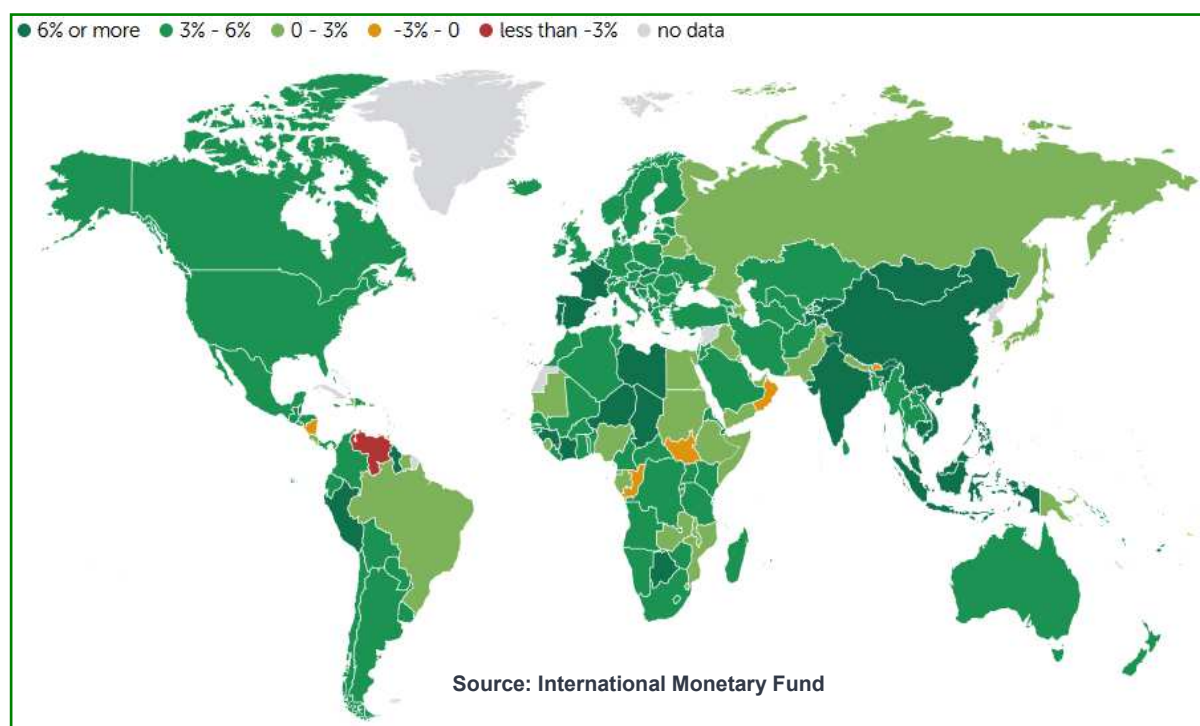 6% or more 3% - 6% 0 - 3% -3% - 0 less than -3% no data
Source: International Monetary Fund